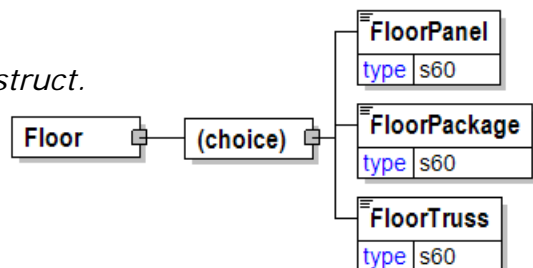 struct.
Floor
(choice)
FloorPanel
type s60
FloorPackage
type s60
FloorTruss
type s60